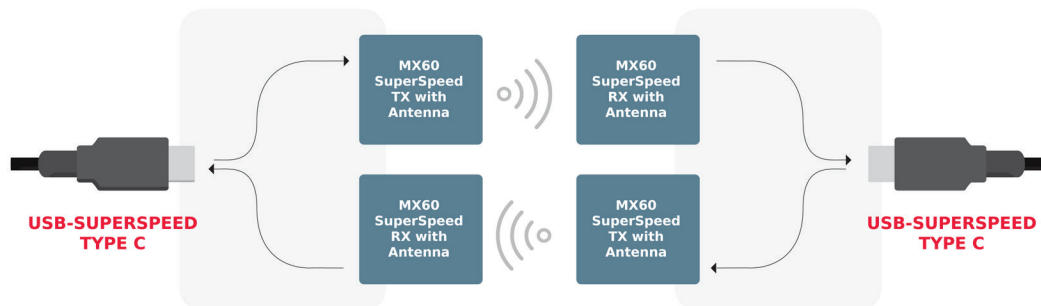 MX60
SuperSpeed
TX with
Antenna
MX60
SuperSpeed
RX with
Antenna
USB-SUPERSPEED
TYPE C
MX60
SuperSpeed
RX with
Antenna
MX60
SuperSpeed
TX with
Antenna
USB-SUPERSPEED
TYPE C